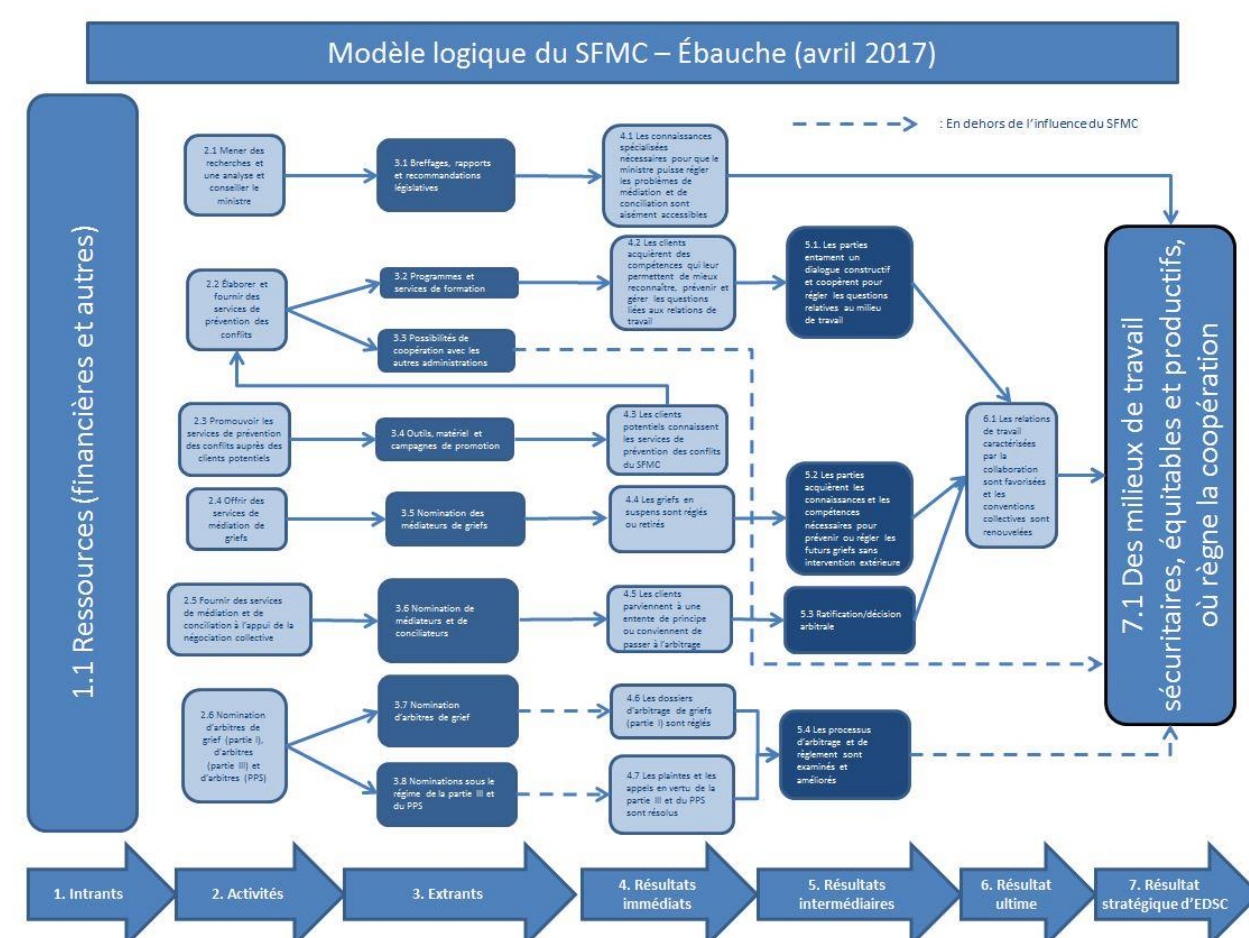 Modèle logique du SFMC – Ébauche (avril 2017)
: En dehors de l'influence du SFMC
1.1 Ressources (financières et autres)
2.1 Mener des
recherches et
une analyse et
conseiller le
ministre
3.1 Breffages, rapports
et recommandations
législatives
4.1 Les connaissances
spécialisées
nécessaires pour que le
ministre puisse régler
les problèmes de
médiation et de
conciliation sont
aisément accessibles
2.2 Élaborer et
fournir des
services de
prévention des
conflits
3.2 Programmes et
services de formation
4.2 Les clients
acquièrent des
compétences qui leur
permettent de mieux
reconnaître, prévenir et
gérer les questions
liées aux relations de
travail
5.1. Les parties
entament un
dialogue constructif
et coopèrent pour
régler les questions
relatives au milieu
de travail
3.3 Possibilités de
coopération avec les
autres administrations
2.3 Promouvoir les
services de prévention
des conflits auprès des
clients potentiels
3.4 Outils, matériel et
campagnes de promotion
4.3 Les clients
potentiels connaissent
les services de
prévention des conflits
du SFMC
2.4 Offrir des
services de
médiation de
griefs
3.5 Nomination des
médiateurs de griefs
4.4 Les griefs en
suspens sont réglés
ou retirés
5.2 Les parties
acquièrent les
connaissances et les
compétences
nécessaires pour
prévenir ou régler les
futurs griefs sans
intervention extérieure
6.1 Les relations
de travail
caractérisées
par la
collaboration
sont favorisées
et les
conventions
collectives sont
renouvelées
2.5 Fournir des services
de médiation et de
conciliation à l'appui de la
négociation collective
3.6 Nomination de
médiateurs et de
conciliateurs
4.5 Les clients
parviennent à une
entente de principe
ou conviennent de
passer à l'arbitrage
5.3 Ratification/décision
arbitrale
2.6 Nomination
d'arbitres de
grief (partie I),
d'arbitres
(partie III) et
d'arbitres (PPS)
3.7 Nomination
d'arbitres de grief
4.6 Les dossiers
d'arbitrage de griefs
(partie I) sont réglés
3.8 Nominations sous le
régime de la partie III et
du PPS
4.7 Les plaintes et les
appels en vertu de la
partie III et du PPS
sont résolus
5.4 Les processus
d'arbitrage et de
règlement sont
examinés et
améliorés
7.1 Des milieux de travail
sécuritaires, équitables et productifs,
où règne la coopération
1. Intrants
2. Activités
3. Extrants
4. Résultats
immédiats
5. Résultats
intermédiaires
6. Résultat
ultime
7. Résultat
stratégique d'EDSC